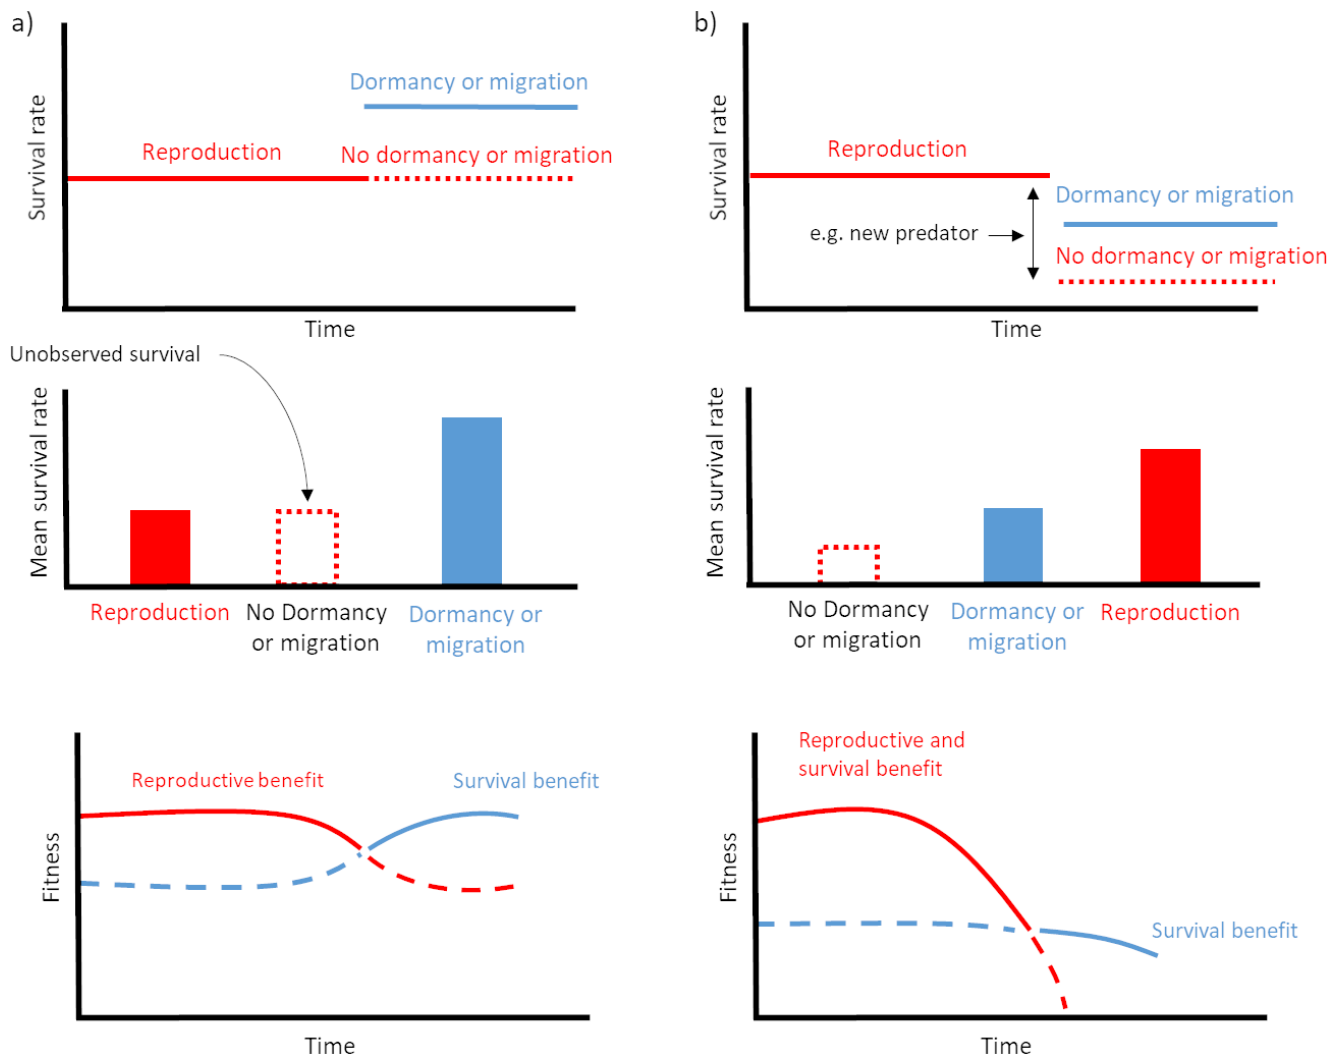 a)
Survival rate
Dormancy or migration
Reproduction
No dormancy or migration
Time
Unobserved survival
Mean survival rate
Reproduction
No Dormancy
or migration
Dormancy or
migration
Fitness
Reproductive benefit
Survival benefit
Time
b)
Survival rate
Reproduction
Dormancy or migration
e.g. new predator
No dormancy or migration
Time
Mean survival rate
No Dormancy
or migration
Dormancy or
migration
Reproduction
Fitness
Reproductive and
survival benefit
Survival benefit
Time